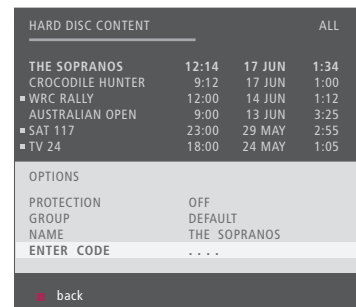 HARD DISC CONTENT ALL
THE SOPRANOS 12:14 17 JUN 1:34
CROCODILE HUNTER 9:12 17 JUN 1:00
WRC RALLY 12:00 14 JUN 1:12
AUSTRALIAN OPEN 9:00 13 JUN 3:25
SAT 117 23:00 29 MAY 2:55
TV 24 18:00 24 MAY 1:05
OPTIONS
PROTECTION OFF
GROUP DEFAULT
NAME THE SOPRANOS
ENTER CODE . . . .
back